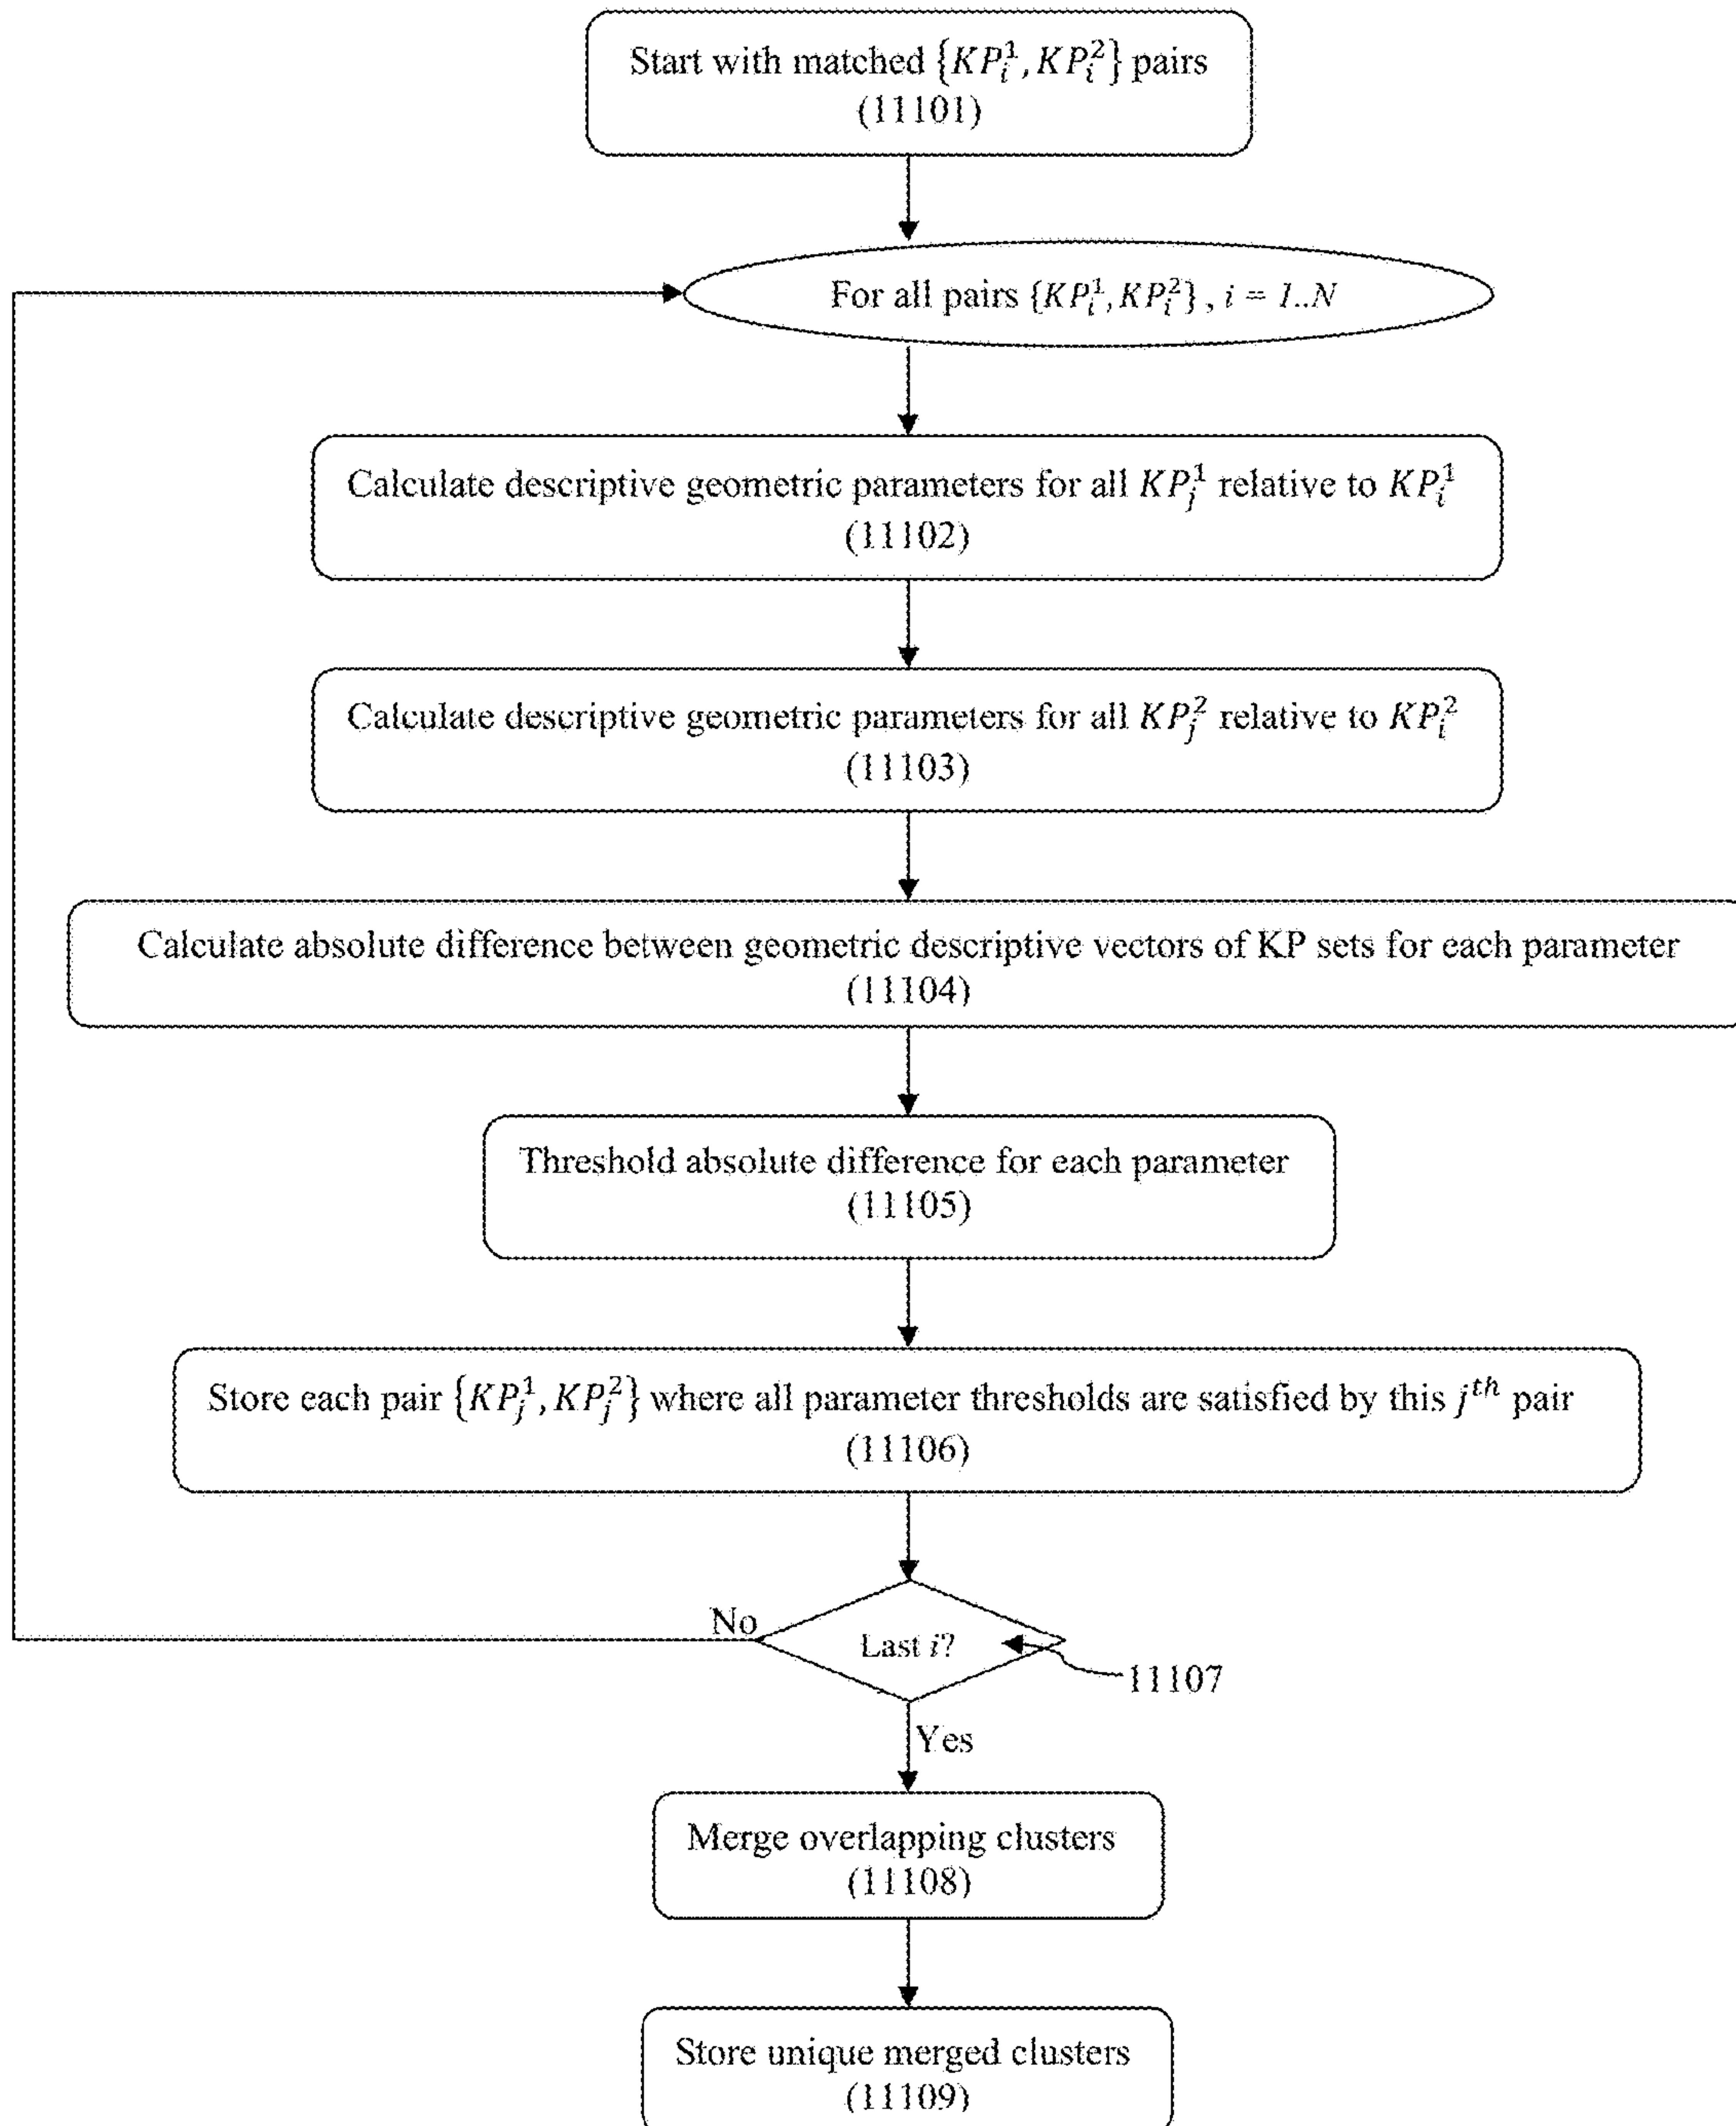 Start with matched {KP_i^1, KP_i^2} pairs
(11101)
For all pairs {KP_i^1, KP_i^2}, i = 1..N
Calculate descriptive geometric parameters for all KP_j^1 relative to KP_i^1
(11102)
Calculate descriptive geometric parameters for all KP_j^2 relative to KP_i^2
(11103)
Calculate absolute difference between geometric descriptive vectors of KP sets for each parameter
(11104)
Threshold absolute difference for each parameter
(11105)
Store each pair {KP_j^1, KP_j^2} where all parameter thresholds are satisfied by this j^th pair
(11106)
No
Last i?
11107
Yes
Merge overlapping clusters
(11108)
Store unique merged clusters
(11109)